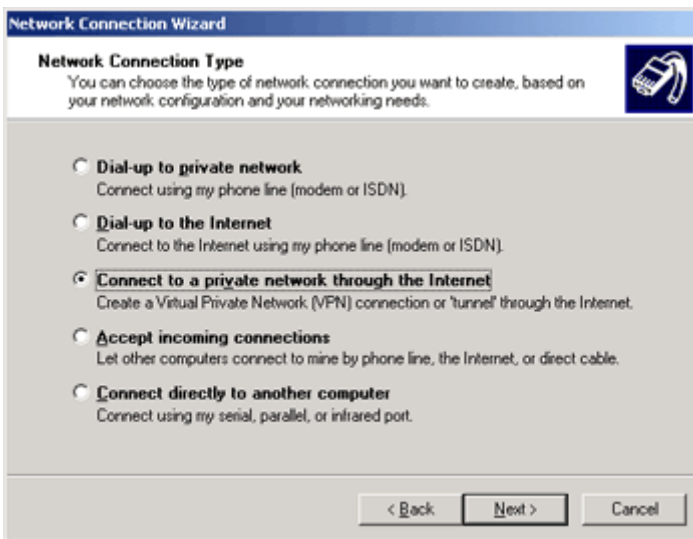 Network Connection Wizard
Network Connection Type
You can choose the type of network connection you want to create, based on
your network configuration and your networking needs.
Dial-up to private network
Connect using my phone line (modem or ISDN).
Dial-up to the Internet
Connect to the Internet using my phone line (modem or ISDN).
Connect to a private network through the Internet
Create a Virtual Private Network (VPN) connection or 'tunnel' through the Internet.
Accept incoming connections
Let other computers connect to mine by phone line, the Internet, or direct cable.
Connect directly to another computer
Connect using my serial, parallel, or infrared port.
< Back Next > Cancel